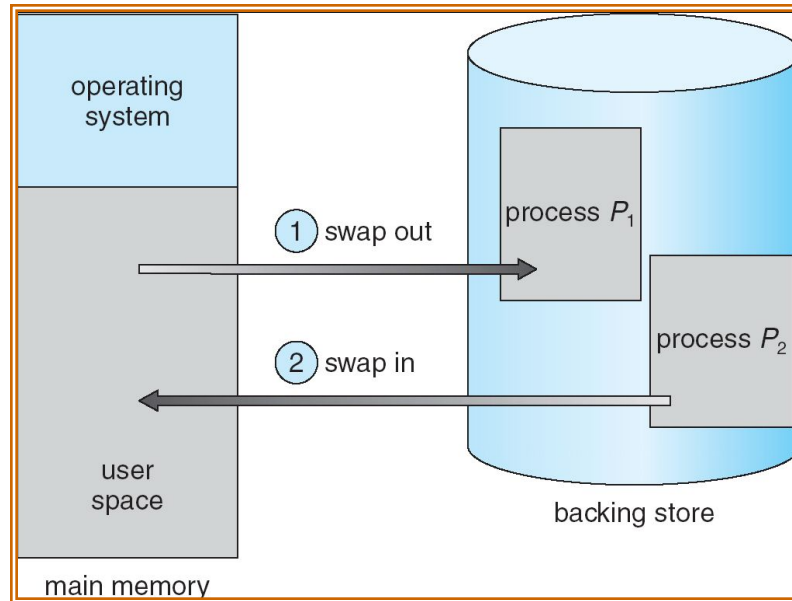 operating
system
process P₁
1 swap out
process P₂
2 swap in
user
space
backing store
main memory